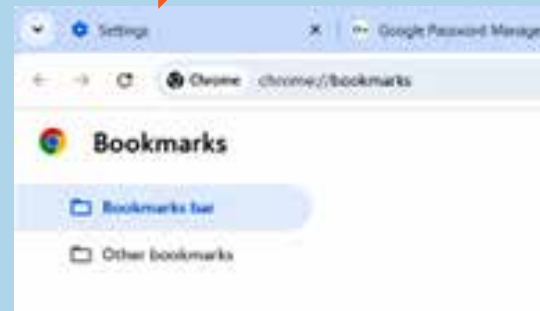 Settings
Google Password Manage
Chrome chrome://bookmarks
Bookmarks
Bookmarks bar
Other bookmarks